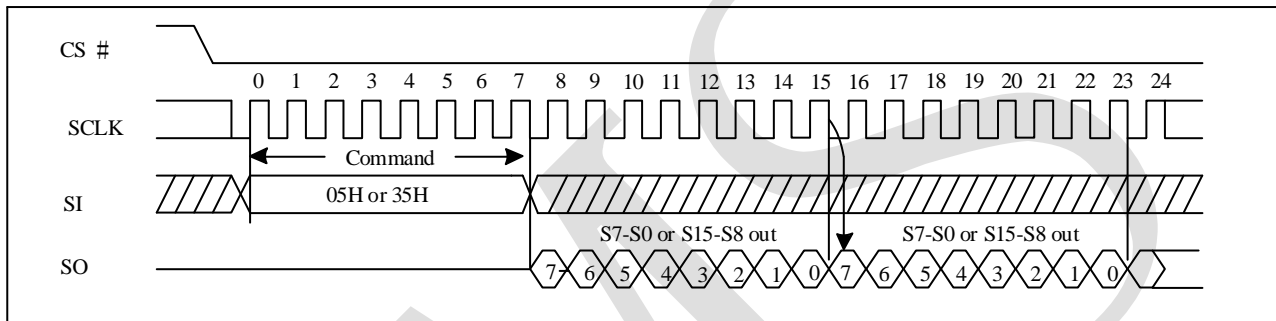 CS #
0 1 2 3 4 5 6 7 8 9 10 11 12 13 14 15 16 17 18 19 20 21 22 23 24
SCLK
Command
SI
05H or 35H
S7-S0 or S15-S8 out S7-S0 or S15-S8 out
SO
7 6 5 4 3 2 1 0 7 6 5 4 3 2 1 0